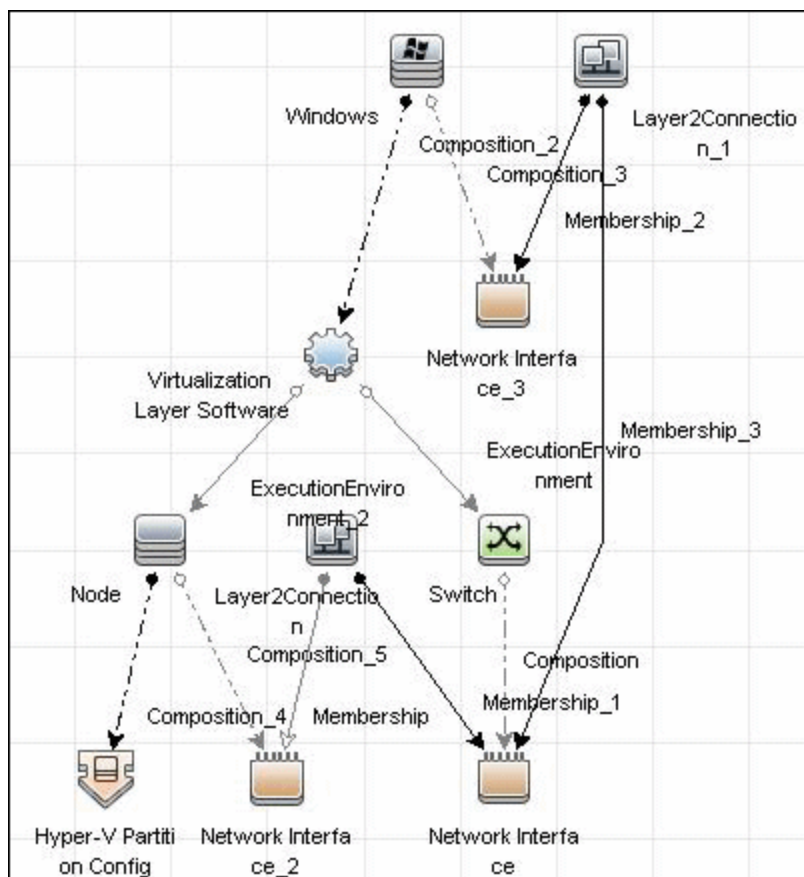 Windows
Composition_2
Layer2Connectio
n_1
Composition_3
Membership_2
Network Interfa
ce_3
Virtualization
Layer Software
Membership_3
ExecutionEnviro
nment
ExecutionEnviro
nment_2
Node
Layer2Connectio
n
Switch
Composition_5
Composition
Membership_1
Composition_4
Membership
Hyper-V Partiti
on Config
Network Interfa
ce_2
Network Interfa
ce